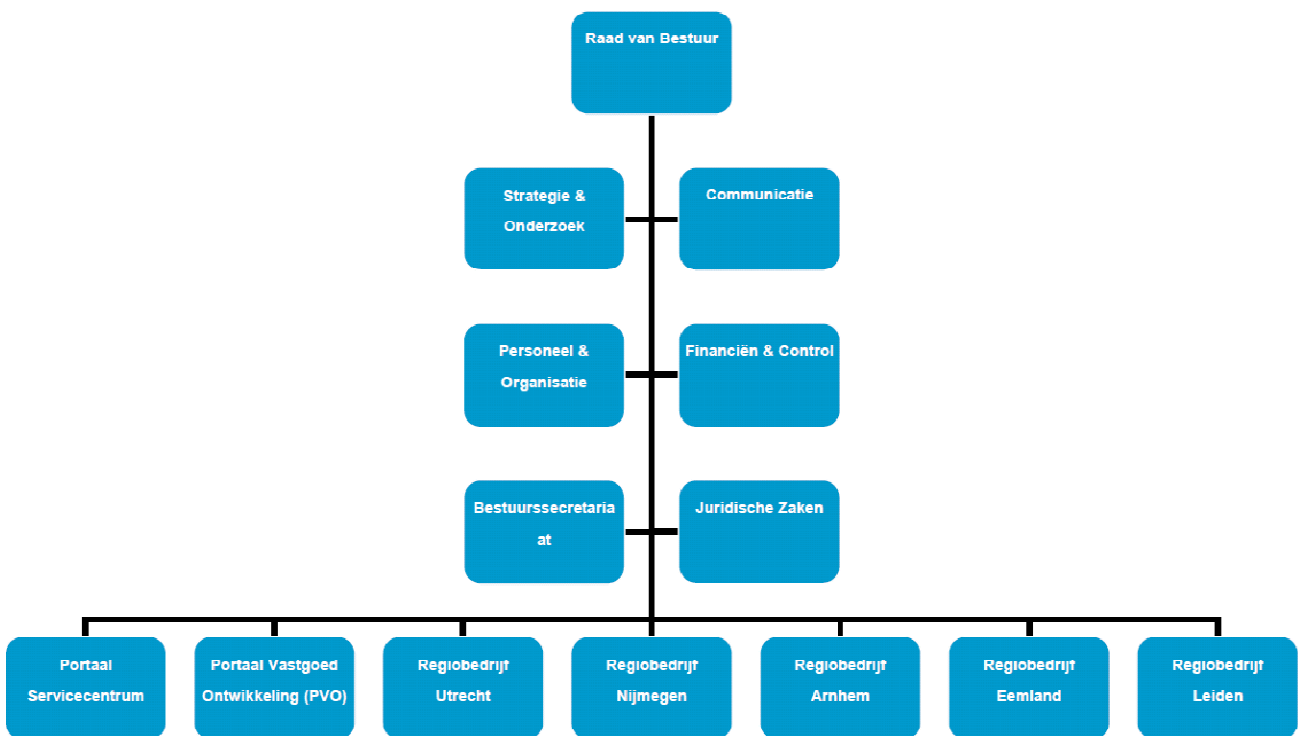 Raad van Bestuur
Strategie &
Onderzoek
Communicatie
Personeel &
Organisatie
Financiën & Control
Bestuurssecretaria
at
Juridische Zaken
Portaal
Servicecentrum
Portaal Vastgoed
Ontwikkeling (PVO)
Regiobedrijf
Utrecht
Regiobedrijf
Nijmegen
Regiobedrijf
Arnhem
Regiobedrijf
Eemland
Regiobedrijf
Leiden